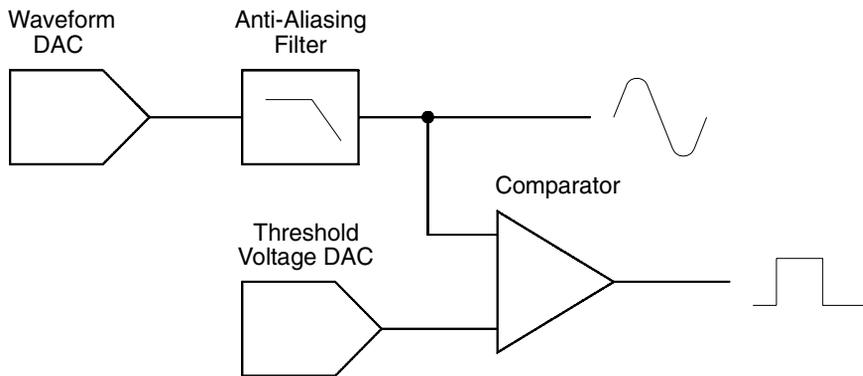 Waveform
DAC
Anti-Aliasing
Filter
Comparator
Threshold
Voltage DAC